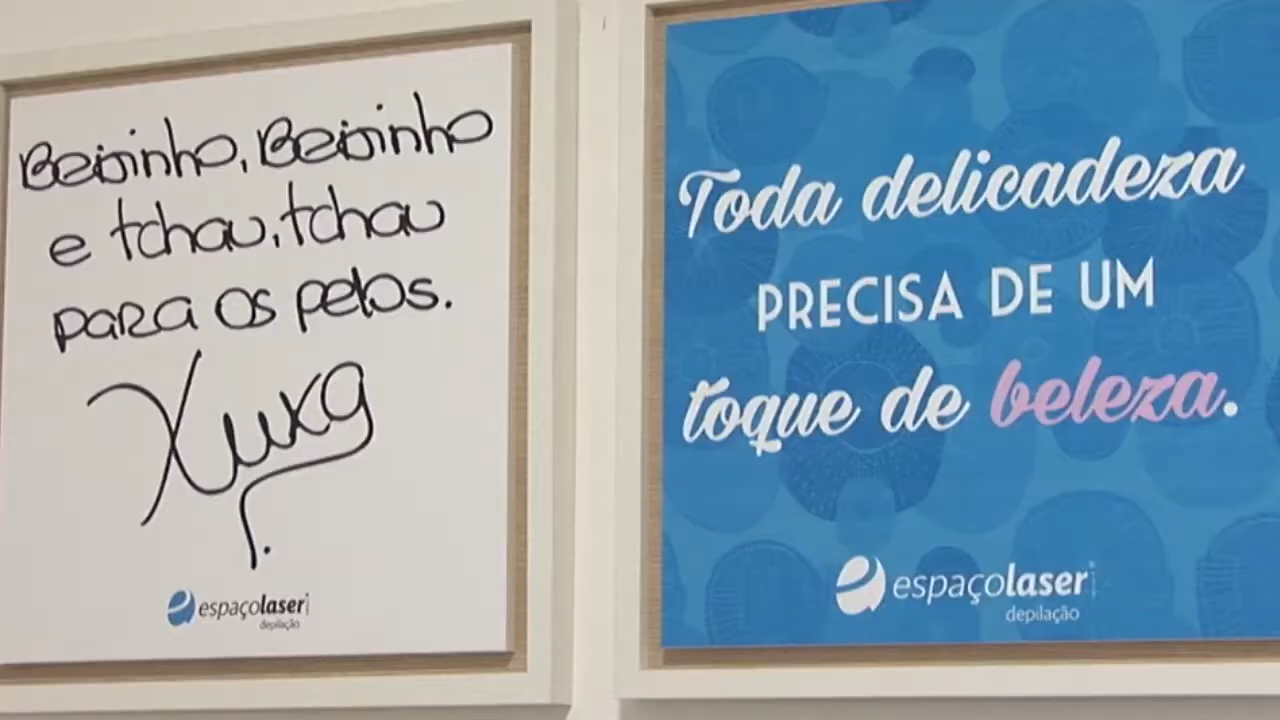 Beijinho, Beijinho
e tchau, tchau
para os pelos.
Xuxa
espaçolaser
depilação
Toda delicadeza
PRECISA DE UM
toque de beleza.
espaçolaser
depilação